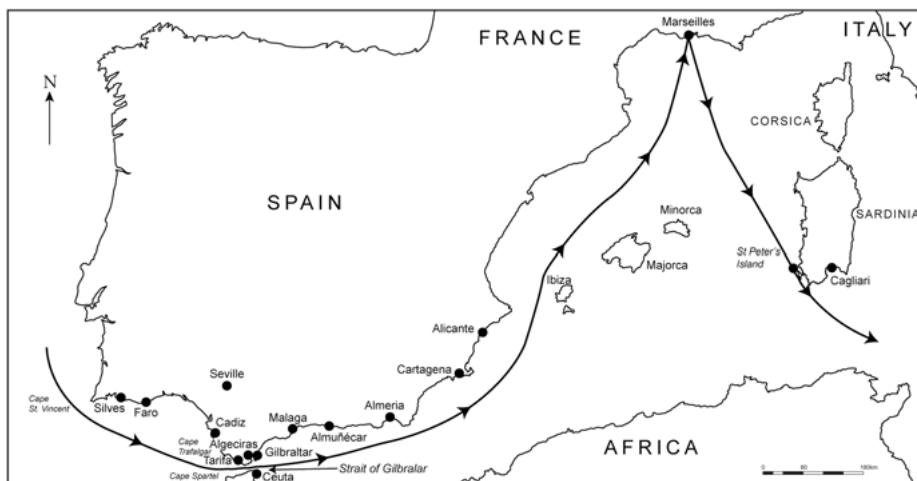 Marseilles
FRANCE
ITALY
N
CORSICA
SPAIN
SARDINIA
Minorca
St Peter's
Island
Majorca
Cagliari
Ibiza
Alicante
Cartagena
Seville
Cape
St. Vincent
Silves
Faro
Almeria
Malaga
Cadiz
Almuñécar
Cape
Trafalgar
Algeciras
Gilbraltar
Tarifa
AFRICA
Strait of Gilbralar
Cape Spartel
Ceuta
0 80 160km